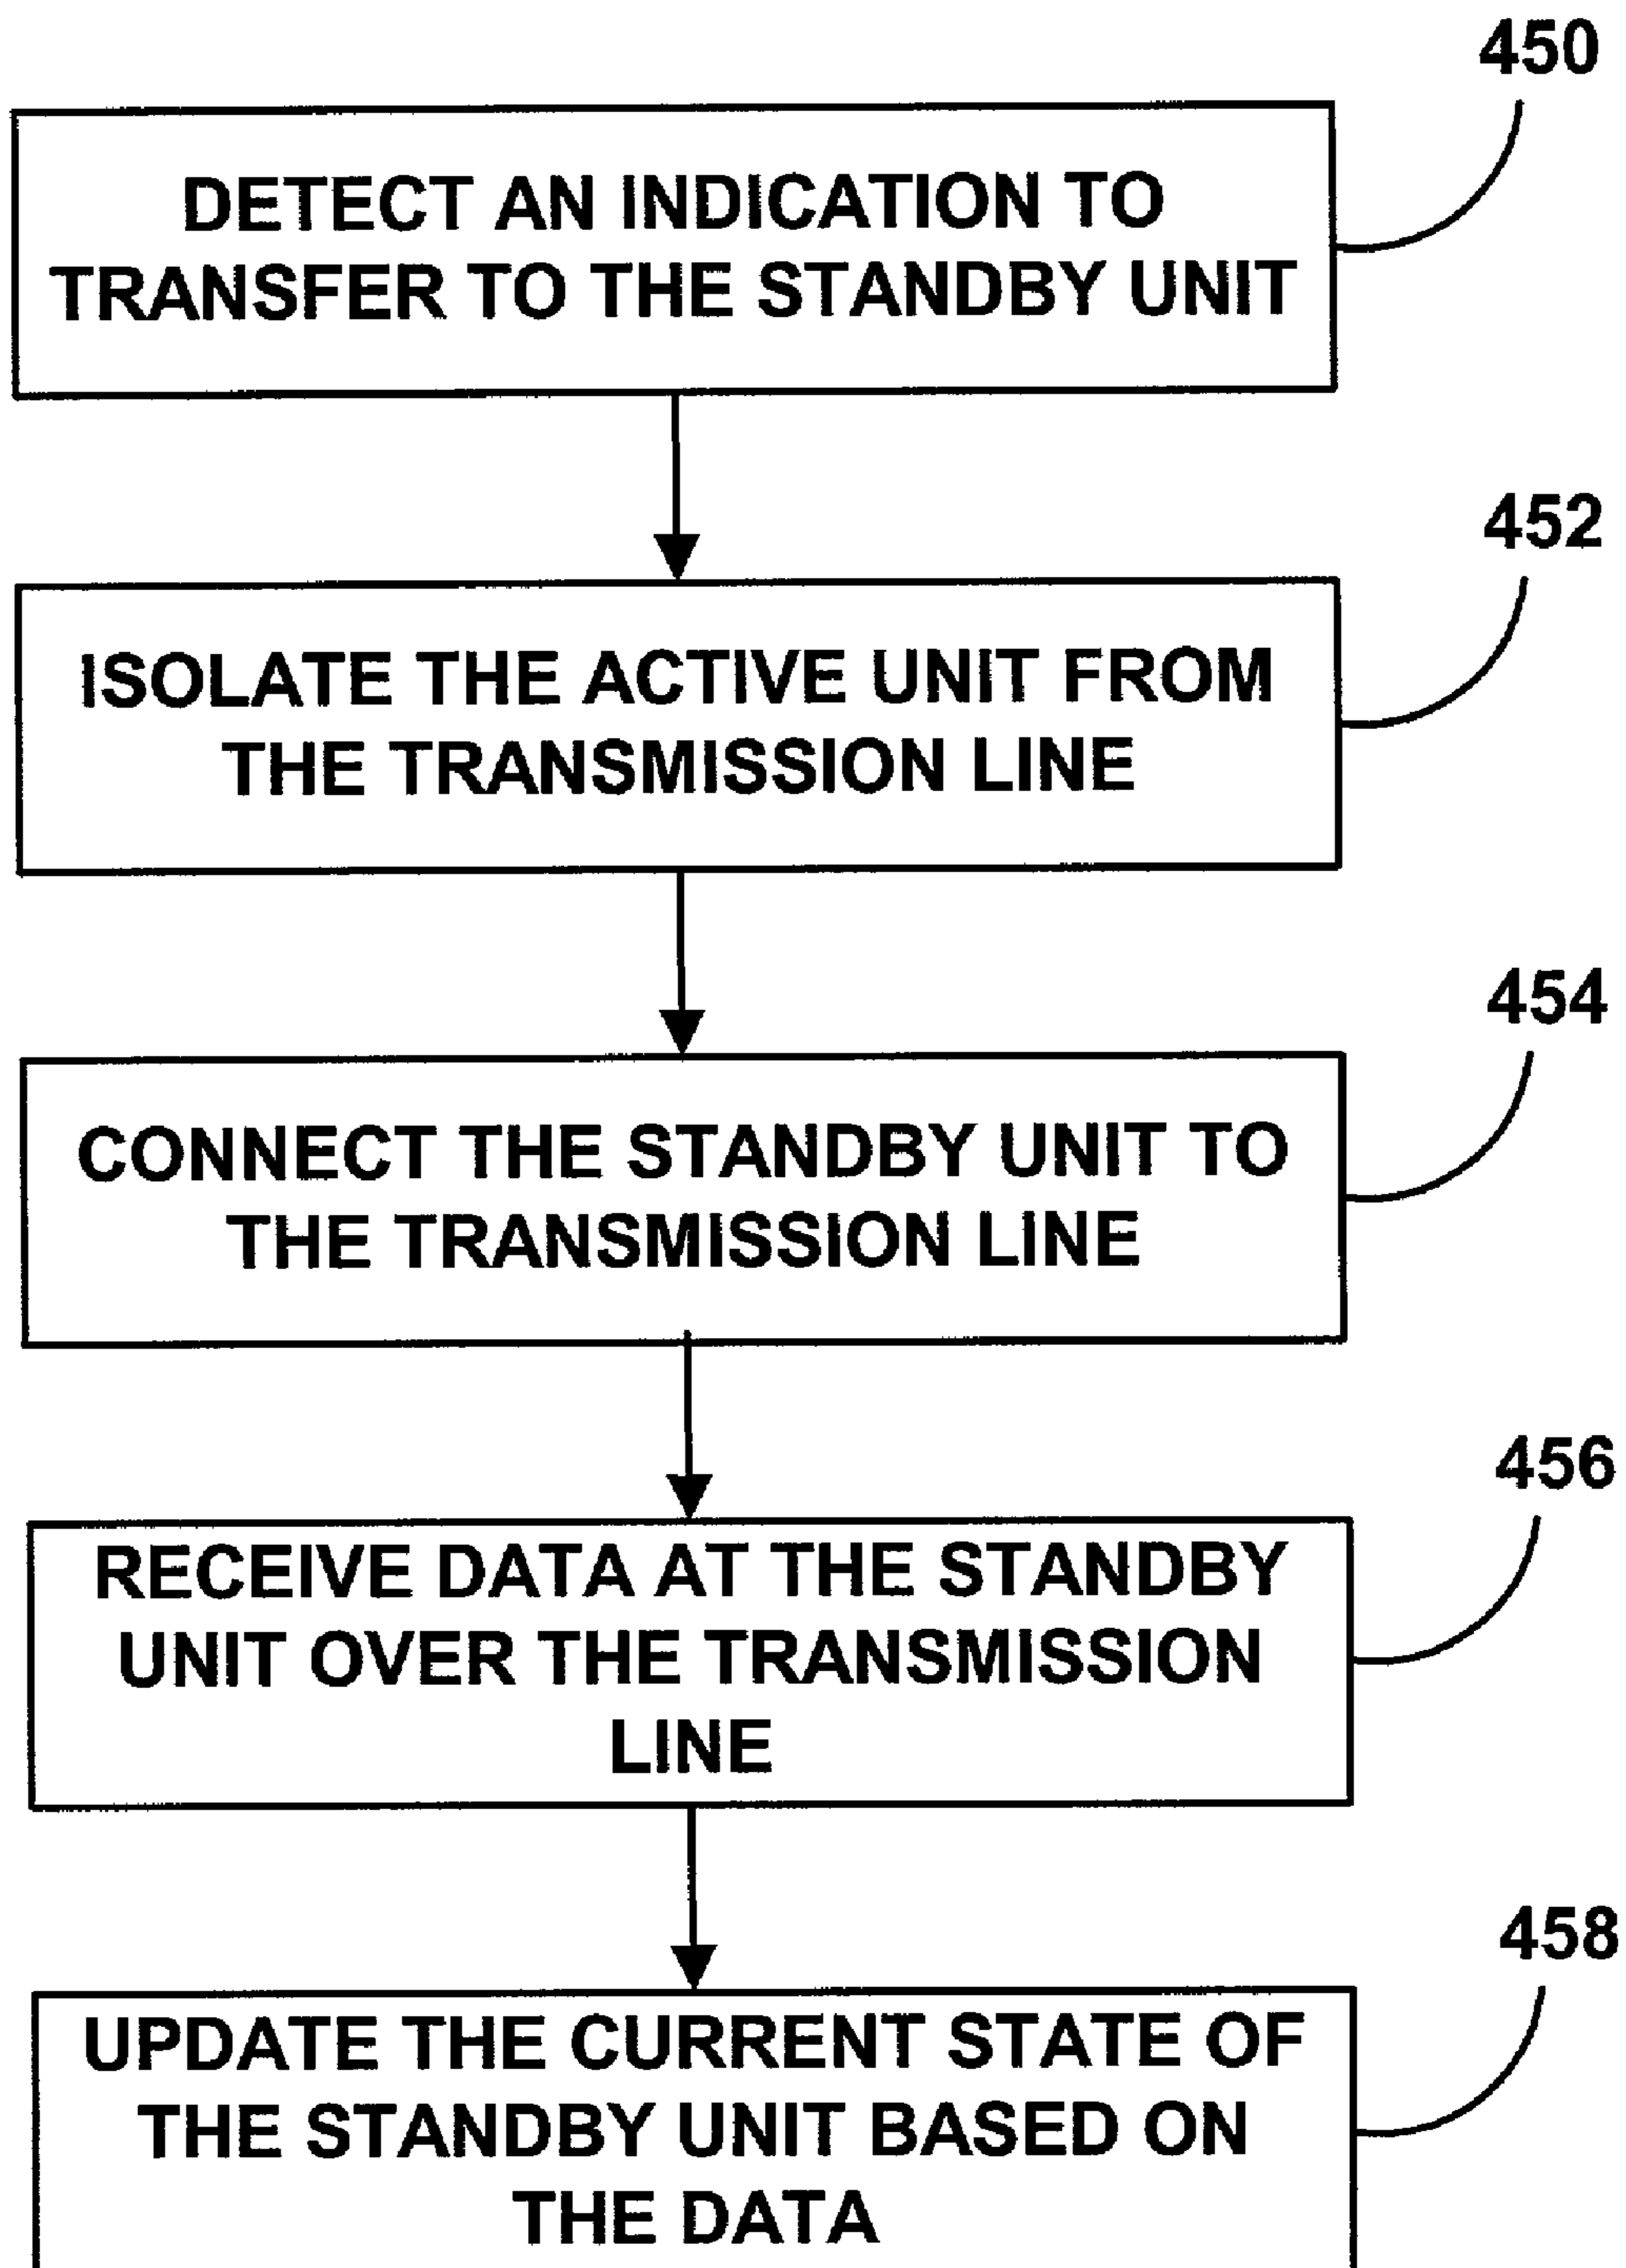 450
DETECT AN INDICATION TO
TRANSFER TO THE STANDBY UNIT
452
ISOLATE THE ACTIVE UNIT FROM
THE TRANSMISSION LINE
454
CONNECT THE STANDBY UNIT TO
THE TRANSMISSION LINE
456
RECEIVE DATA AT THE STANDBY
UNIT OVER THE TRANSMISSION
LINE
458
UPDATE THE CURRENT STATE OF
THE STANDBY UNIT BASED ON
THE DATA